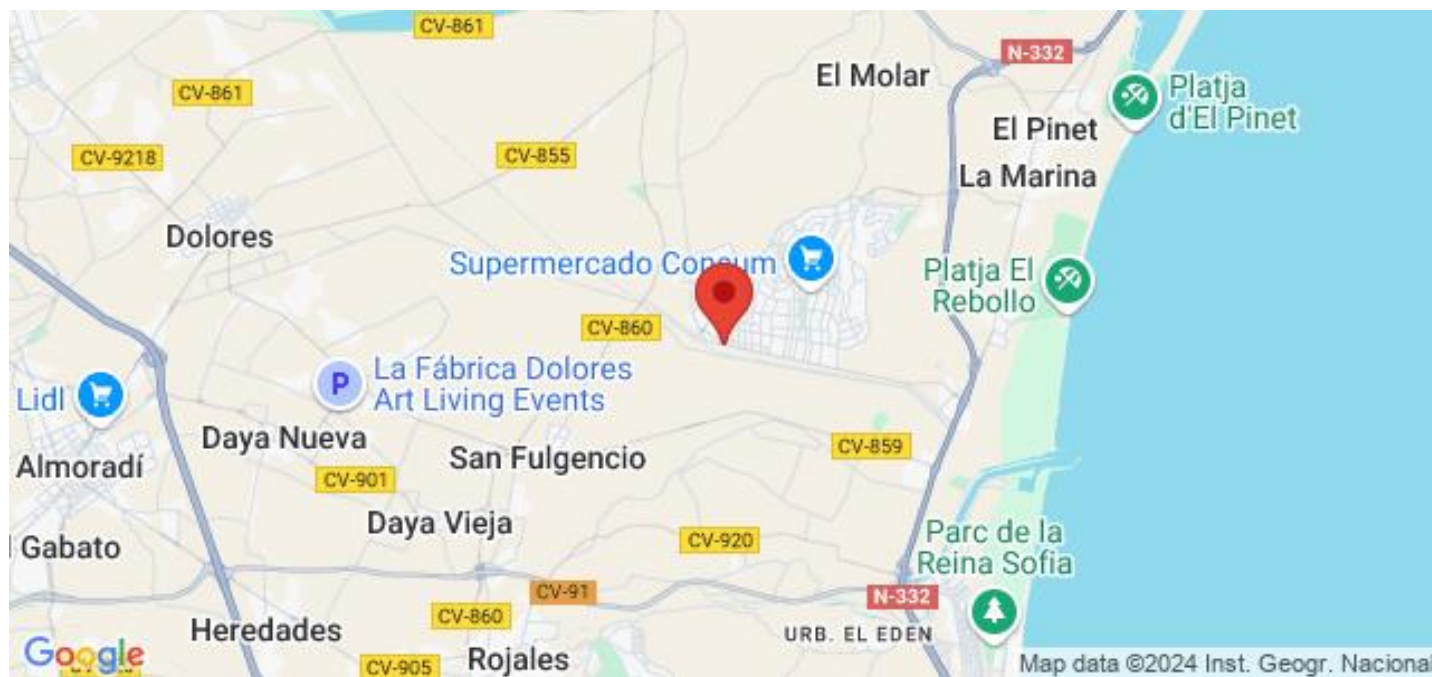 CV-861
N-332
El Molar
Platja
d'El Pinet
CV-861
El Pinet
CV-9218
CV-855
La Marina
Dolores
Supermercado
Platja El
Rebollo
CV-860
La Fábrica Dolores
Art Living Events
Lidl
Daya Nueva
CV-859
San Fulgencio
Almoradí
CV-901
Daya Vieja
CV-920
Parc de la
Reina Sofia
Gabato
CV-91
N-332
CV-860
Heredades
URB. EL EDEN
Google
CV-905
Rojales
Map data ©2024 Inst. Geogr. Nacional